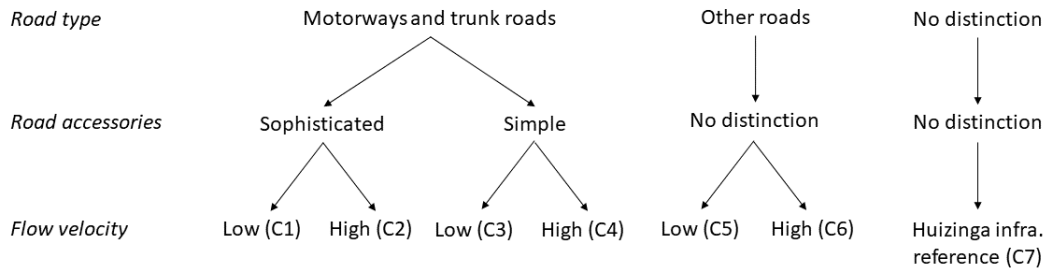 Road type Motorways and trunk roads Other roads No distinction
Road accessories Sophisticated Simple No distinction No distinction
Flow velocity Low (C1) High (C2) Low (C3) High (C4) Low (C5) High (C6) Huizinga infra.
reference (C7)